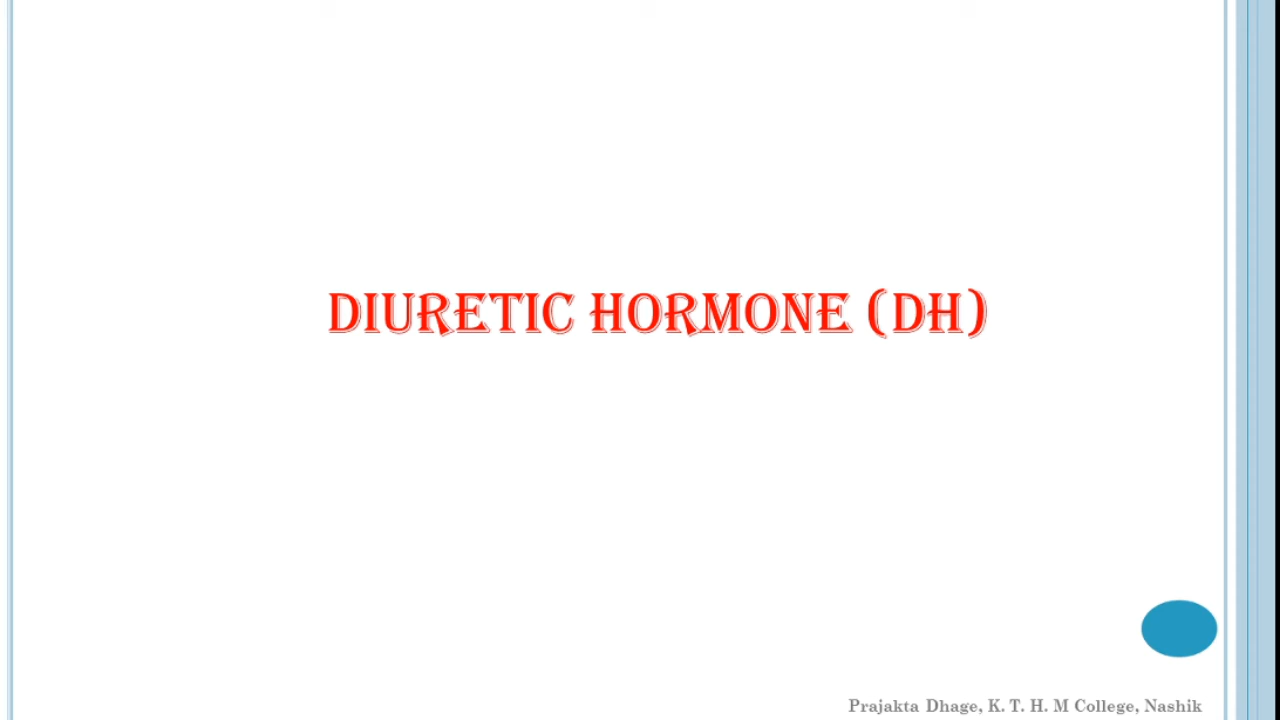 DIURETIC HORMONE (DH)
Prajakta Dhage, K. T. H. M College, Nashik